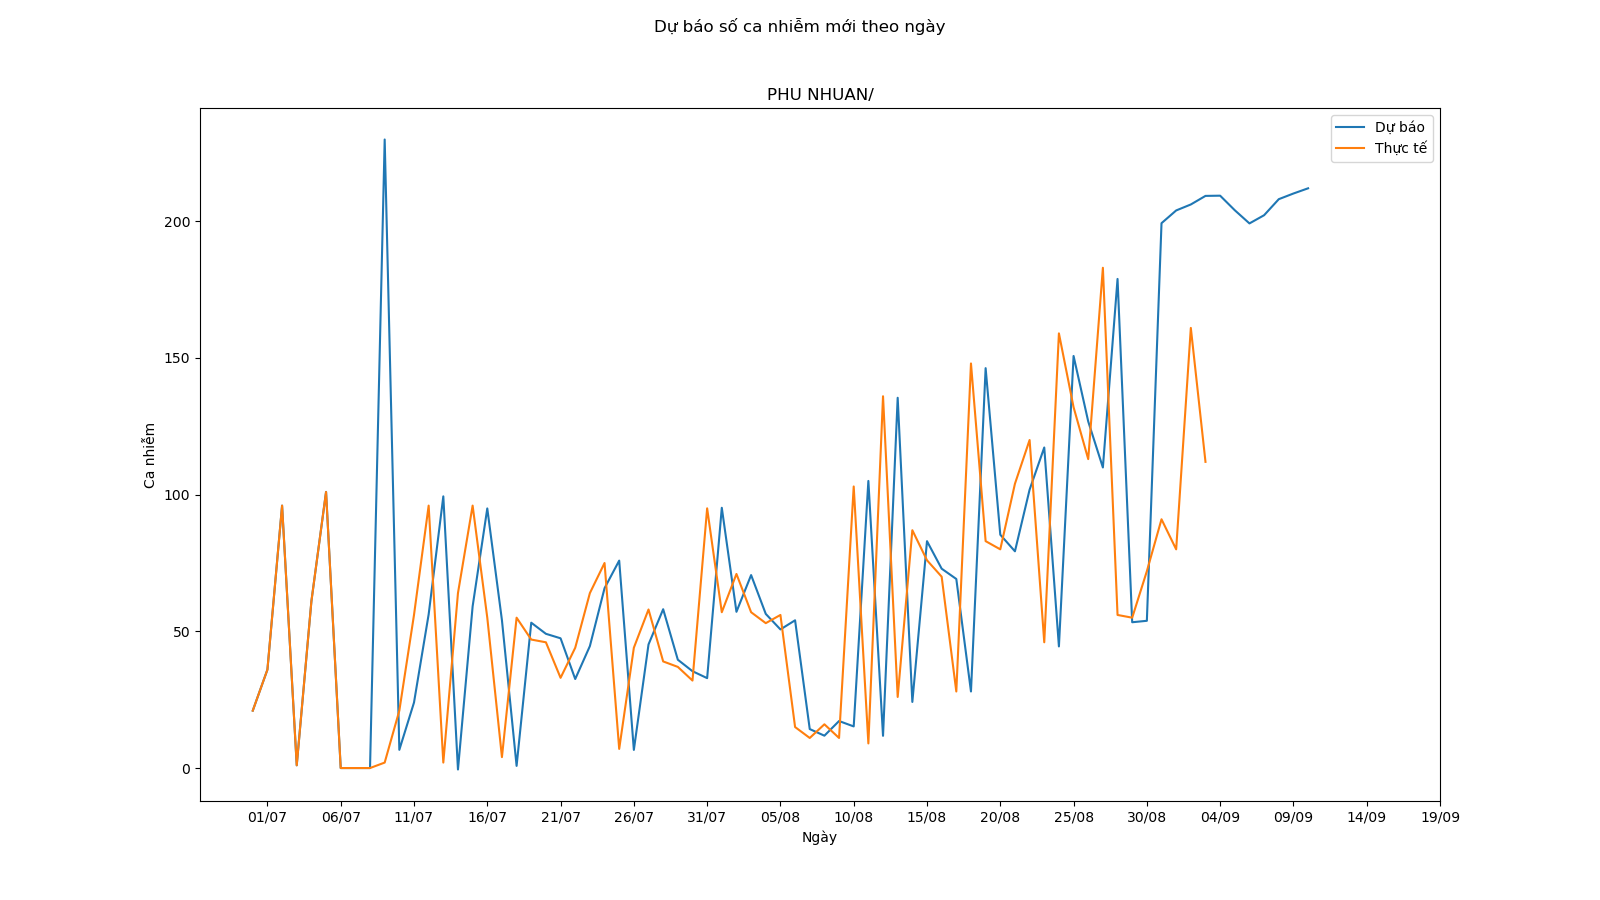 Dự báo số ca nhiễm mới theo ngày
PHU NHUAN/
Dự báo
Thực tế
Ca nhiễm
200
150
100
50
0
01/07 06/07 11/07 16/07 21/07 26/07 31/07 05/08 10/08 15/08 20/08 25/08 30/08 04/09 09/09 14/09 19/09
Ngày